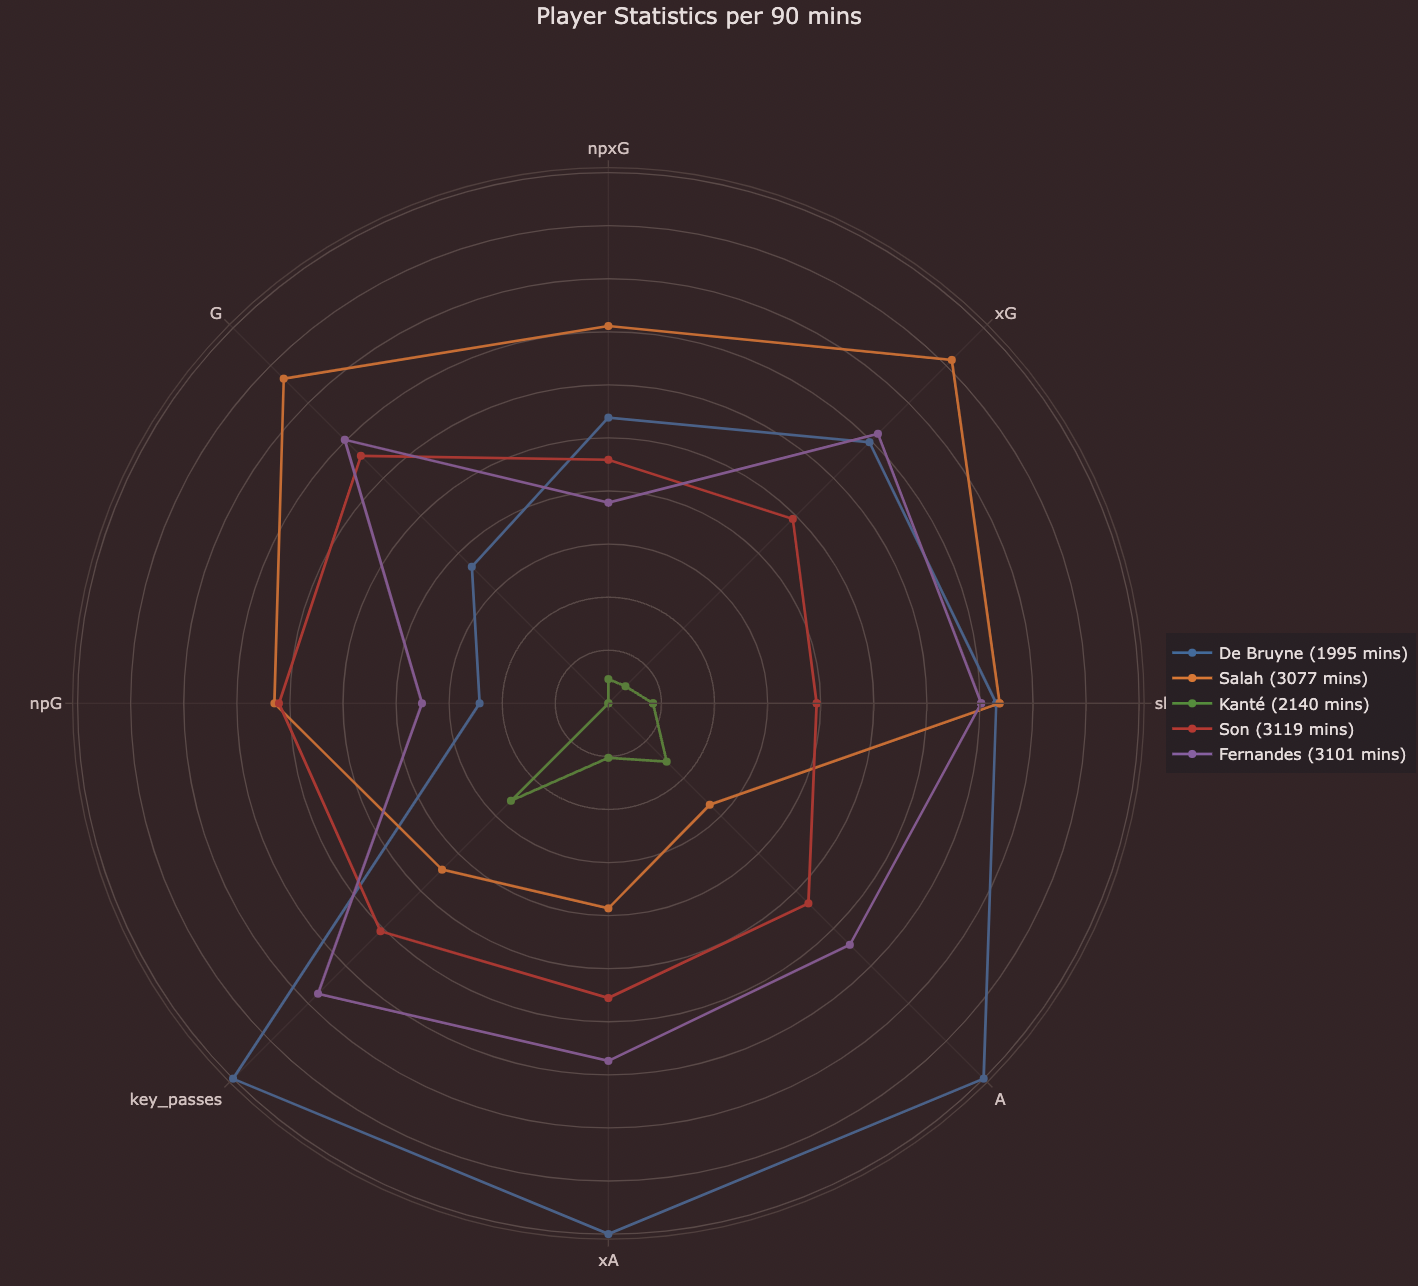 Player Statistics per 90 mins
npxG
G
xG
npG
De Bruyne (1995 mins)
Salah (3077 mins)
Kanté (2140 mins)
Son (3119 mins)
Fernandes (3101 mins)
key_passes
A
xA